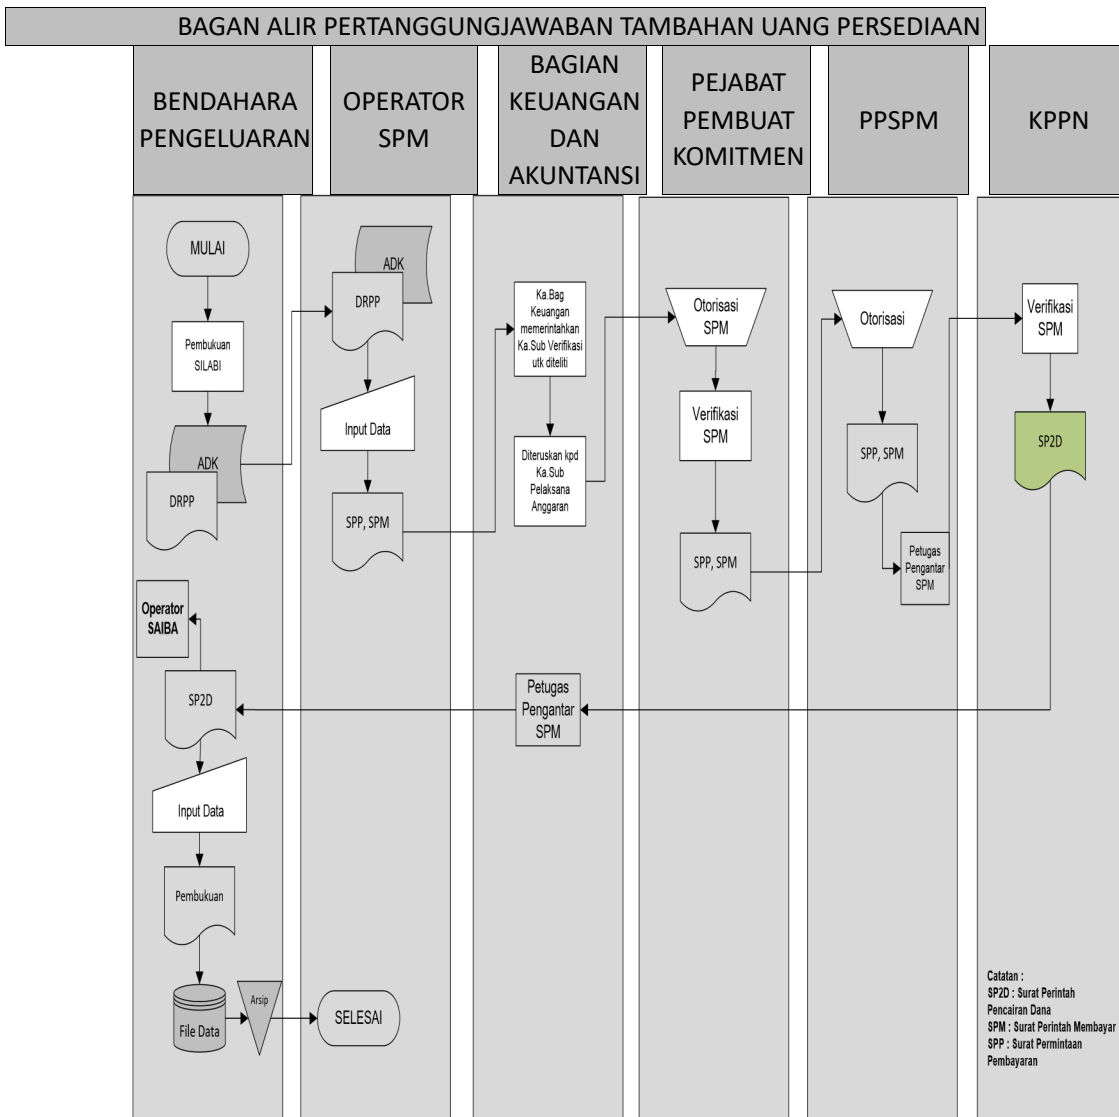 BAGAN ALIR PERTANGGUNGJAWABAN TAMBAHAN UANG PERSEDIAAN
BENDAHARA
PENGELUARAN
OPERATOR
SPM
BAGIAN
KEUANGAN
DAN
AKUNTANSI
PEJABAT
PEMBUAT
KOMITMEN
PPSPM
KPPN
MULAI
Pembukuan
SILABI
ADK
DRPP
ADK
DRPP
Input Data
SPP, SPM
Ka.Bag
Keuangan
memerintahkan
Ka.Sub Verifikasi
utk diteliti
Diteruskan kpd
Ka.Sub
Pelaksana
Anggaran
Otorisasi
SPM
Verifikasi
SPM
SPP, SPM
Otorisasi
SPP, SPM
Petugas
Pengantar
SPM
Verifikasi
SPM
SP2D
Operator
SAIBA
SP2D
Petugas
Pengantar
SPM
Input Data
Pembukuan
File Data
Arsip
SELESAI
Catatan :
SP2D : Surat Perintah
Pencairan Dana
SPM : Surat Perintah Membayar
SPP : Surat Permintaan
Pembayaran